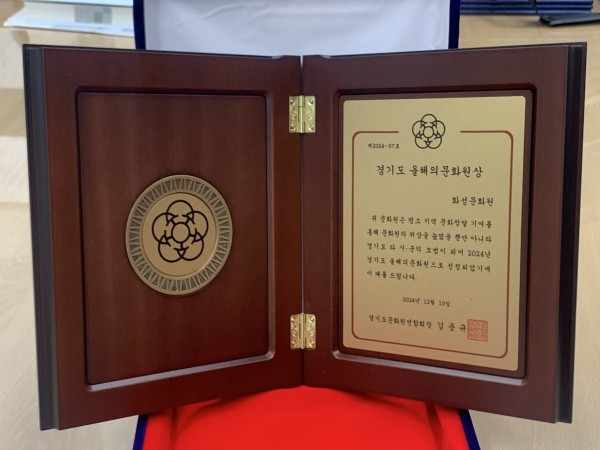 제2024-07호
경기도 올해의문화원상
화성문화원
귀 문화원은 평소 지역 문화창달 기여를
통해 문화원의 위상을 높였을 뿐만 아니라
경기도 타 시·군의 모범이 되어 2024년
경기도 올해의문화원으로 선정되었기에
이 패를 드립니다.
2024년 12월 10일
경기도문화원연합회장 김 용 규